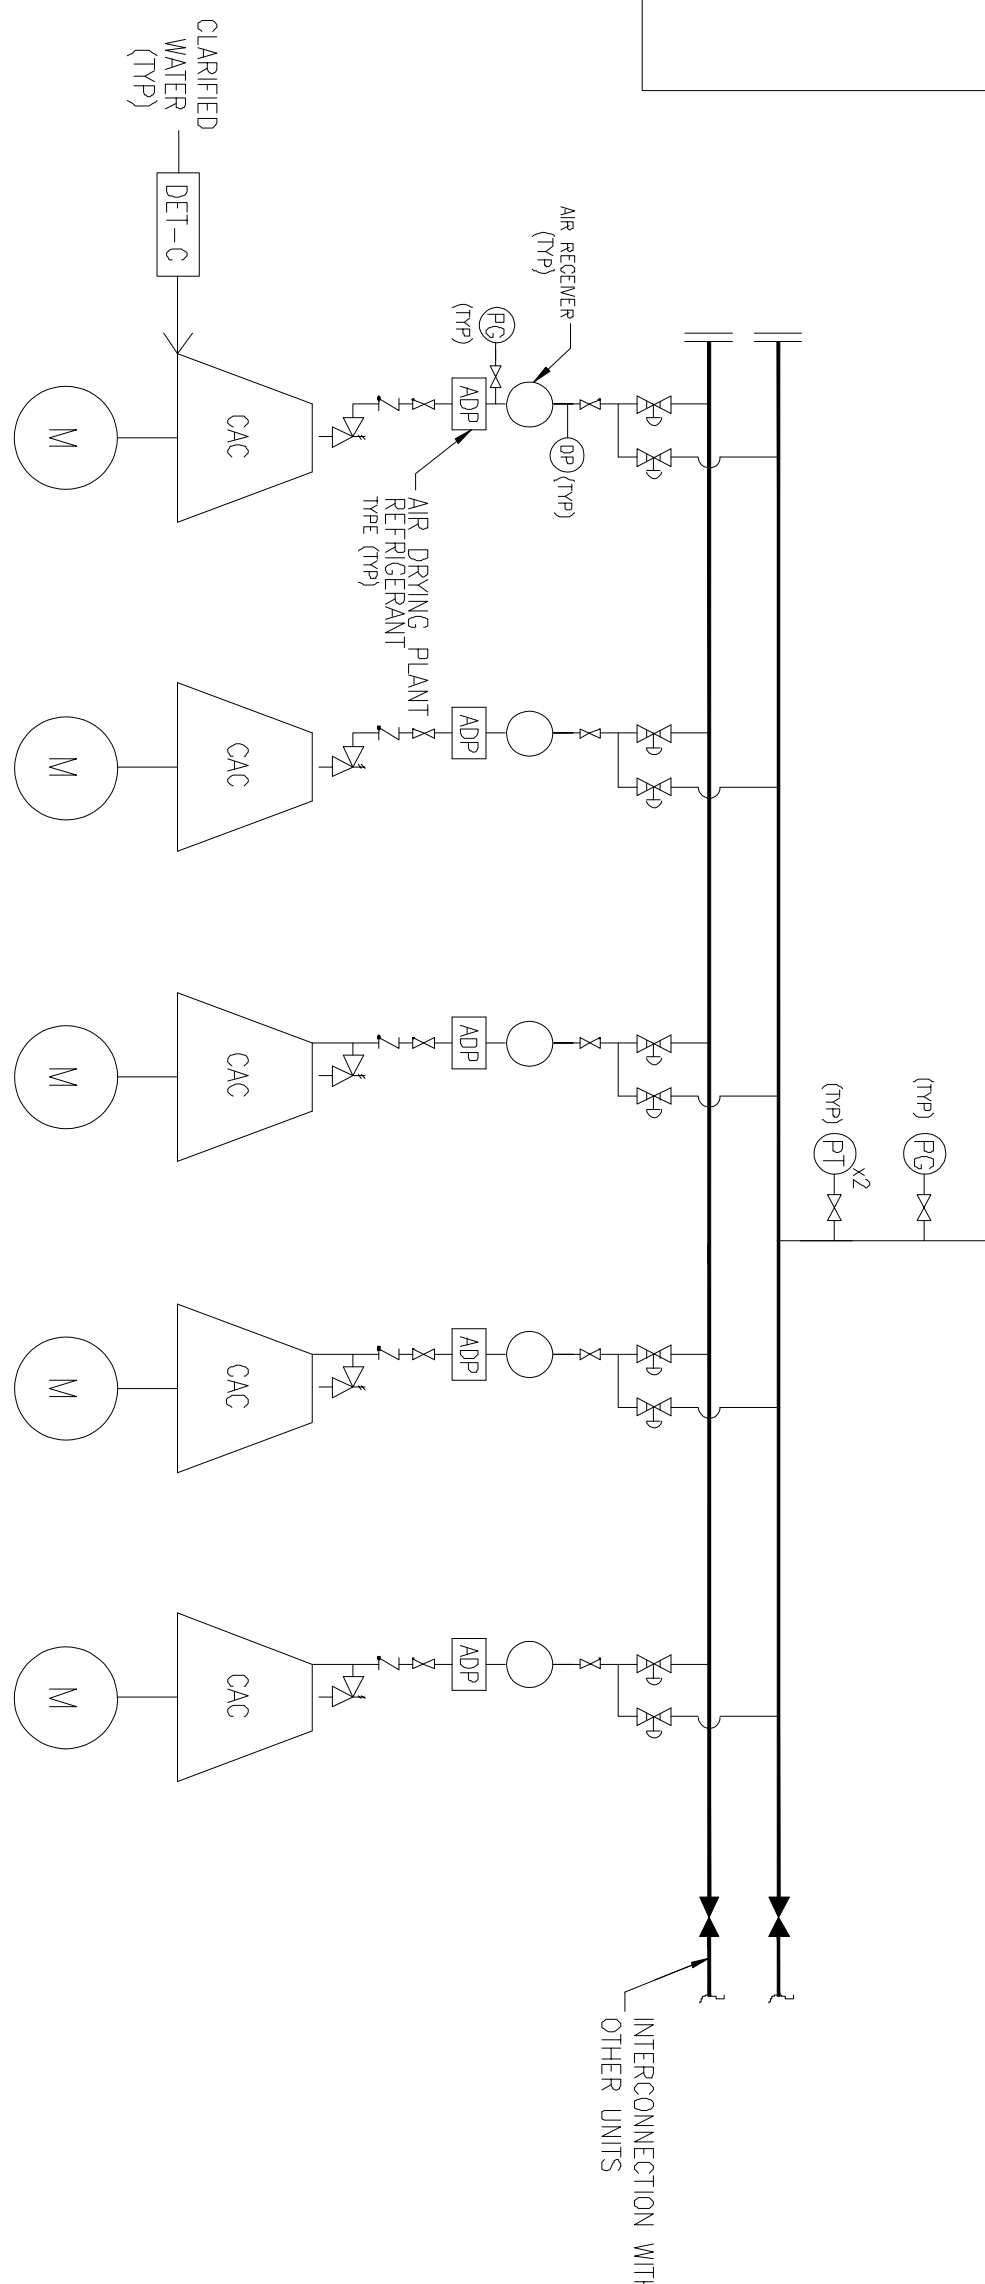 CLARIFIED
WATER
(TYP)
DET-C
AIR RECEIVER
(TYP)
PG
(TYP)
DP (TYP)
AIR DRYING PLANT
REFRIGERANT
TYPE (TYP)
M
CAC
ADP
M
CAC
ADP
M
CAC
ADP
M
CAC
ADP
M
CAC
ADP
(TYP) PG
(TYP) PT x2
INTERCONNECTION WITH
OTHER UNITS